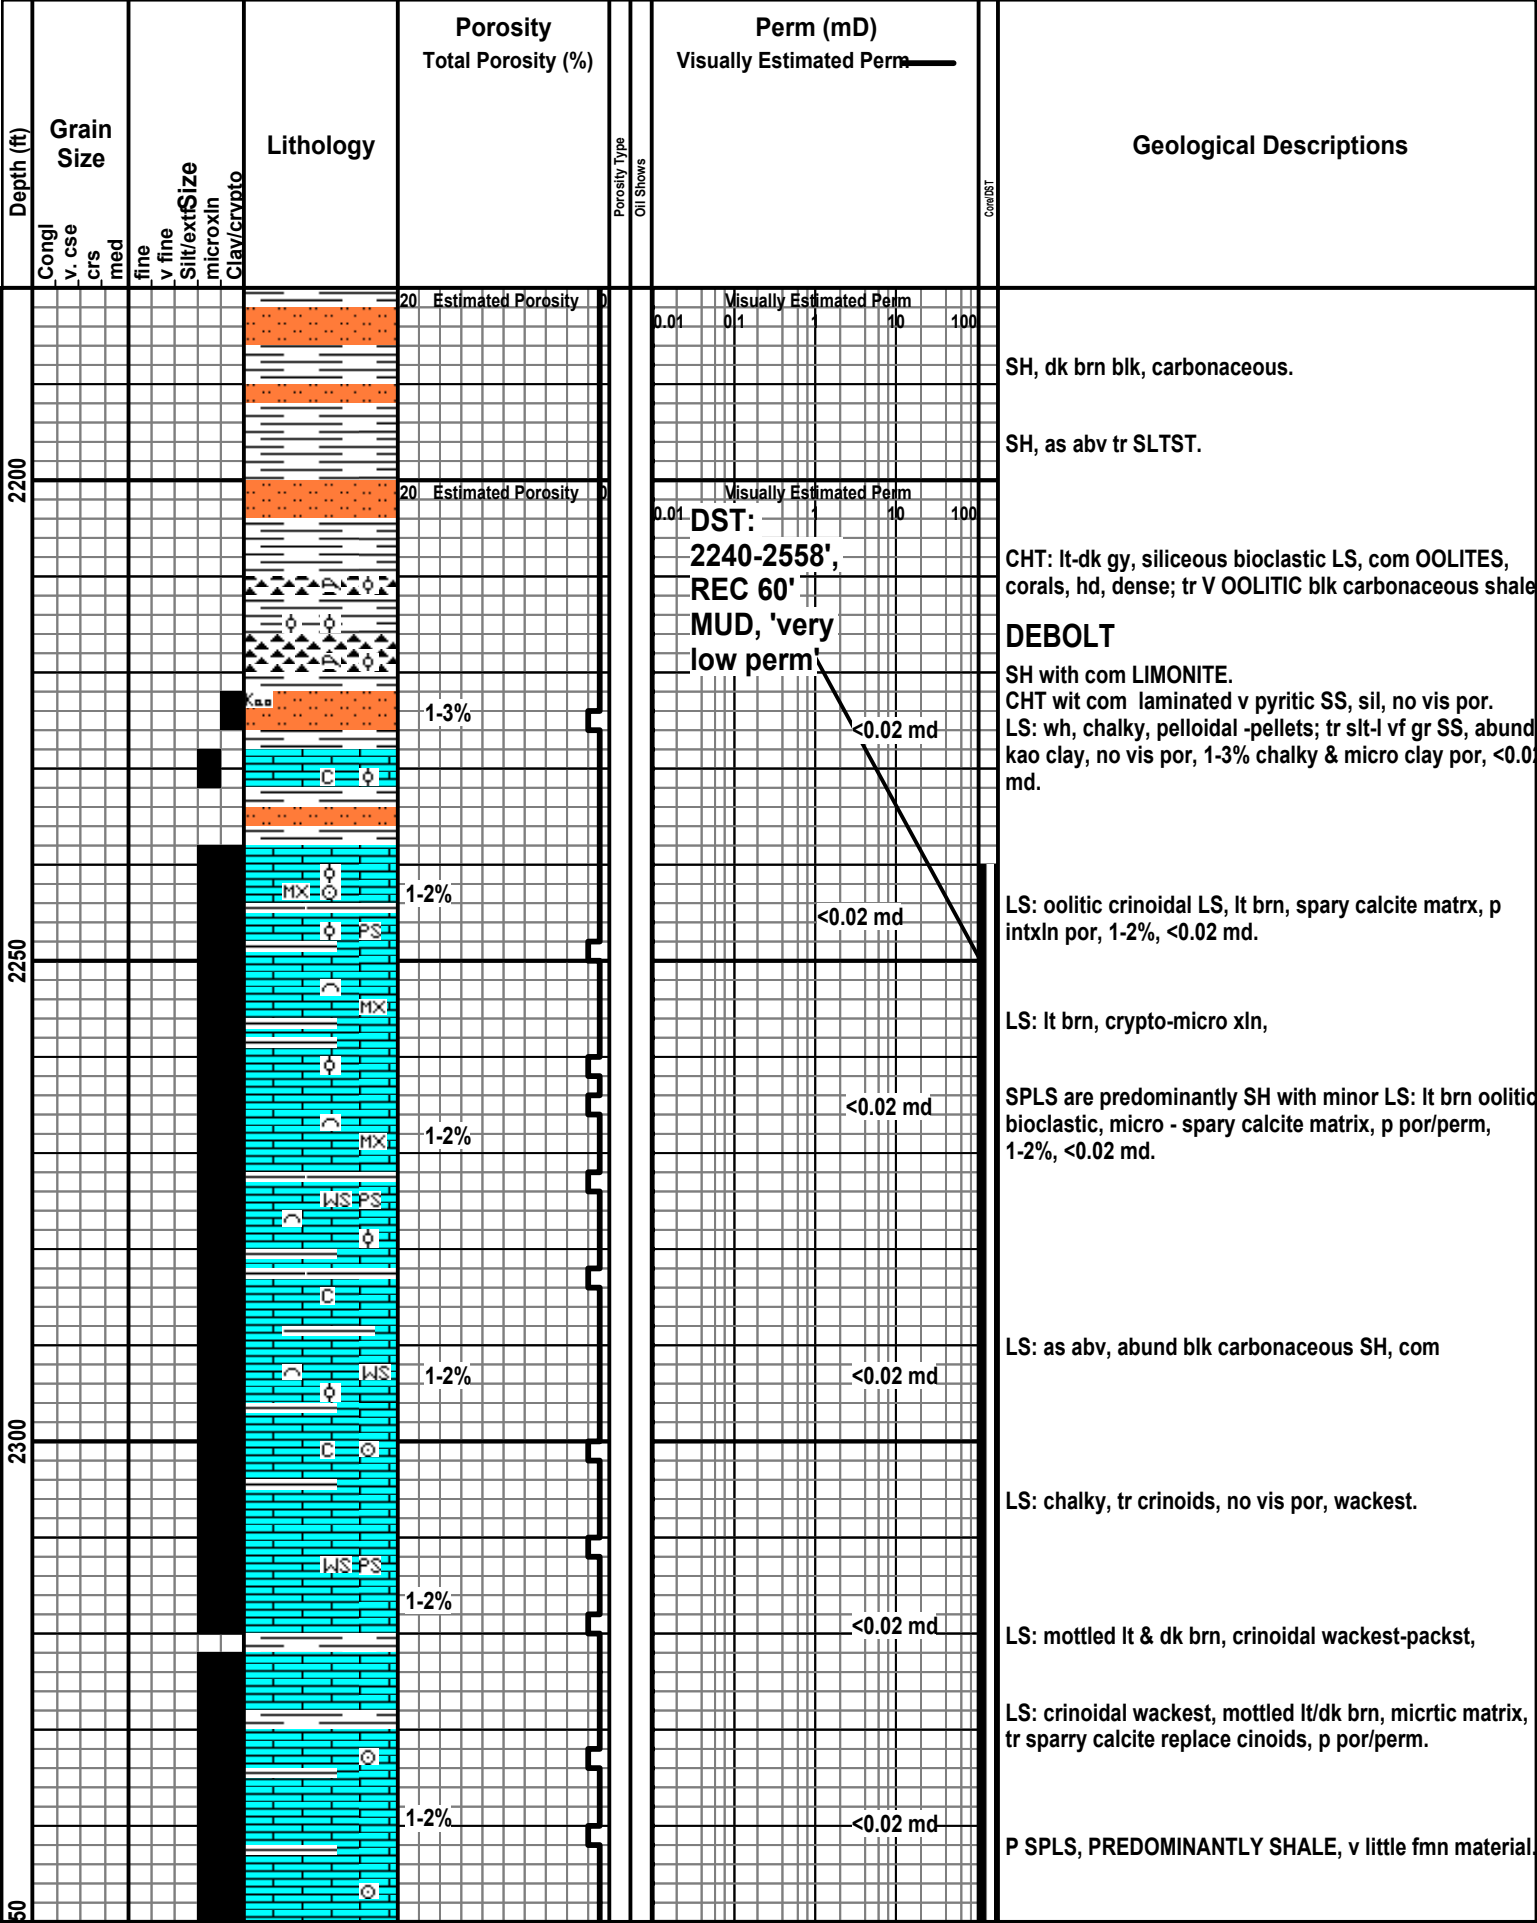 Depth (ft)
Grain
Size
Congl
v. cse
crs
med
fine
v fine
Silt/extf
Size
microxln
Clay/crypto
Lithology
Porosity
Total Porosity (%)
Porosity Type
Oil Shows
Perm (mD)
Visually Estimated Perm
Core/DST
Geological Descriptions
20 Estimated Porosity 0
Visually Estimated Perm
0.01 0.1 1 10 100
SH, dk brn blk, carbonaceous.
SH, as abv tr SLTST.
2200
20 Estimated Porosity 0
Visually Estimated Perm
0.01 1 10 100
DST:
2240-2558',
REC 60'
MUD, 'very
low perm'
CHT: lt-dk gy, siliceous bioclastic LS, com OOLITES,
corals, hd, dense; tr V OOLITIC blk carbonaceous shale
DEBOLT
SH with com LIMONITE.
CHT wit com laminated v pyritic SS, sil, no vis por.
LS: wh, chalky, pelloidal -pellets; tr slt-l vf gr SS, abund
kao clay, no vis por, 1-3% chalky & micro clay por, <0.02
md.
1-3%
<0.02 md
C
MX
1-2%
<0.02 md
LS: oolitic crinoidal LS, lt brn, spary calcite matrx, p
intxln por, 1-2%, <0.02 md.
PS
2250
MX
LS: lt brn, crypto-micro xln,
<0.02 md
SPLS are predominantly SH with minor LS: lt brn oolitic
bioclastic, micro - spary calcite matrix, p por/perm,
1-2%, <0.02 md.
MX
1-2%
WS PS
C
LS: as abv, abund blk carbonaceous SH, com
WS
1-2%
<0.02 md
2300
C
LS: chalky, tr crinoids, no vis por, wackest.
WS PS
1-2%
<0.02 md
LS: mottled lt & dk brn, crinoidal wackest-packst,
LS: crinoidal wackest, mottled lt/dk brn, micrtic matrix,
tr sparry calcite replace cinoids, p por/perm.
1-2%
<0.02 md
P SPLS, PREDOMINANTLY SHALE, v little fmn material.
50